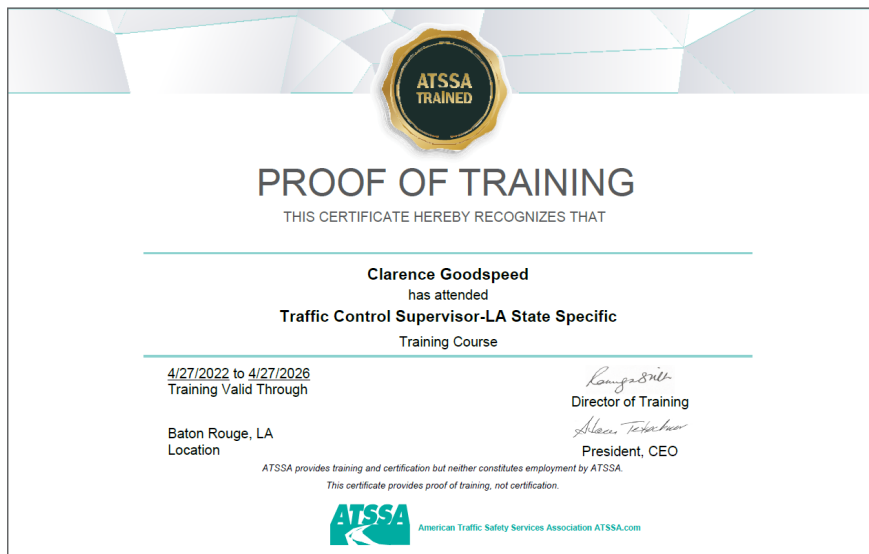 ATSSA
TRAINED
PROOF OF TRAINING
THIS CERTIFICATE HEREBY RECOGNIZES THAT
Clarence Goodspeed
has attended
Traffic Control Supervisor-LA State Specific
Training Course
4/27/2022 to 4/27/2026
Training Valid Through
Director of Training
Baton Rouge, LA
Location
President, CEO
ATSSA provides training and certification but neither constitutes employment by ATSSA.
This certificate provides proof of training, not certification.
ATSSA
American Traffic Safety Services Association ATSSA.com